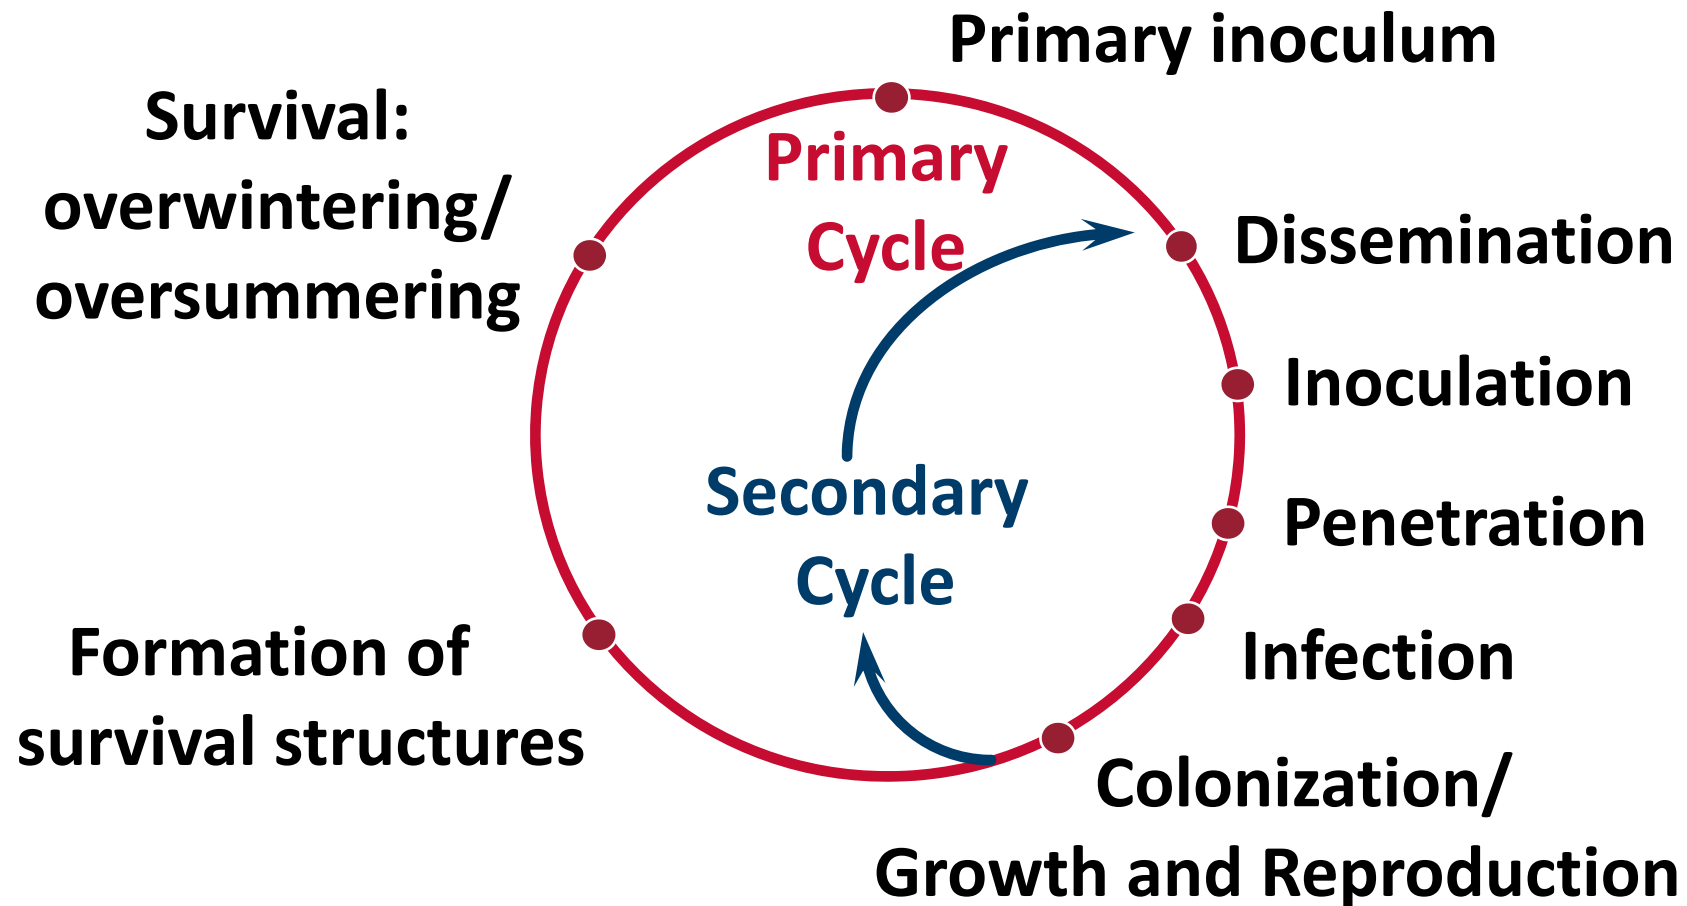 Primary inoculum
Survival:
overwintering/
oversummering
Primary
Cycle
Dissemination
Inoculation
Secondary
Cycle
Penetration
Infection
Formation of
survival structures
Colonization/
Growth and Reproduction